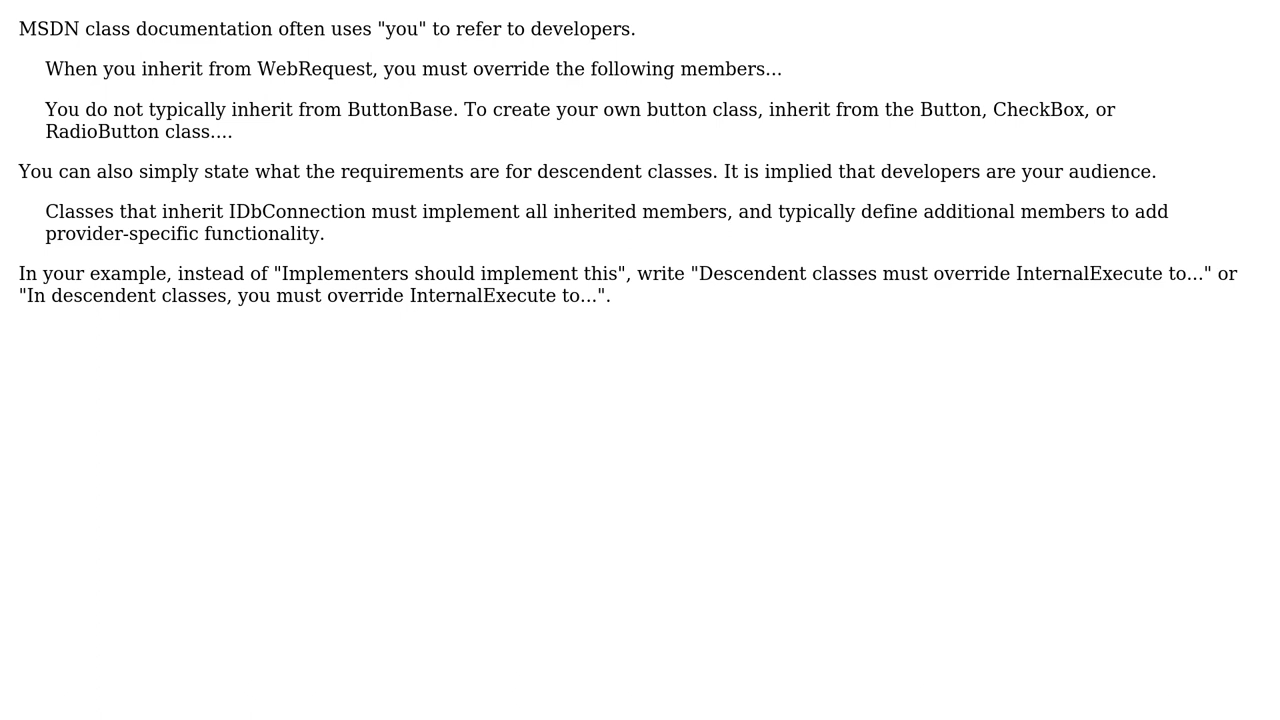 MSDN class documentation often uses "you" to refer to developers.
When you inherit from WebRequest, you must override the following members...
You do not typically inherit from ButtonBase. To create your own button class, inherit from the Button, CheckBox, or
RadioButton class....
You can also simply state what the requirements are for descendent classes. It is implied that developers are your audience.
Classes that inherit IDbConnection must implement all inherited members, and typically define additional members to add
provider-specific functionality.
In your example, instead of "Implementers should implement this", write "Descendent classes must override InternalExecute to..." or
"In descendent classes, you must override InternalExecute to...".